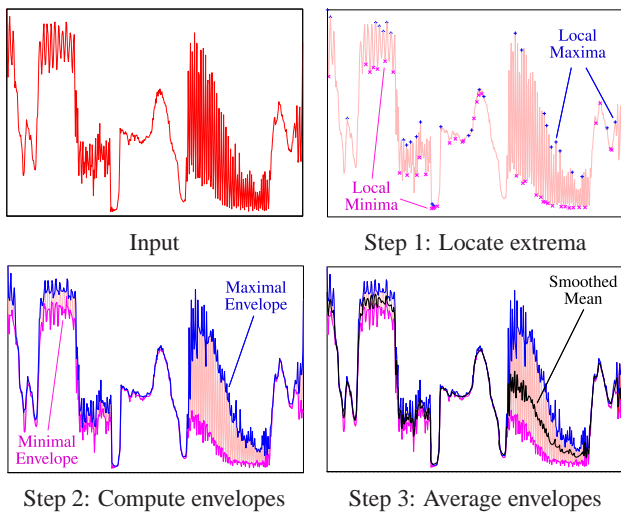 Local
Maxima
Local
Minima
Input
Step 1: Locate extrema
Maximal
Envelope
Minimal
Envelope
Smoothed
Mean
Step 2: Compute envelopes
Step 3: Average envelopes